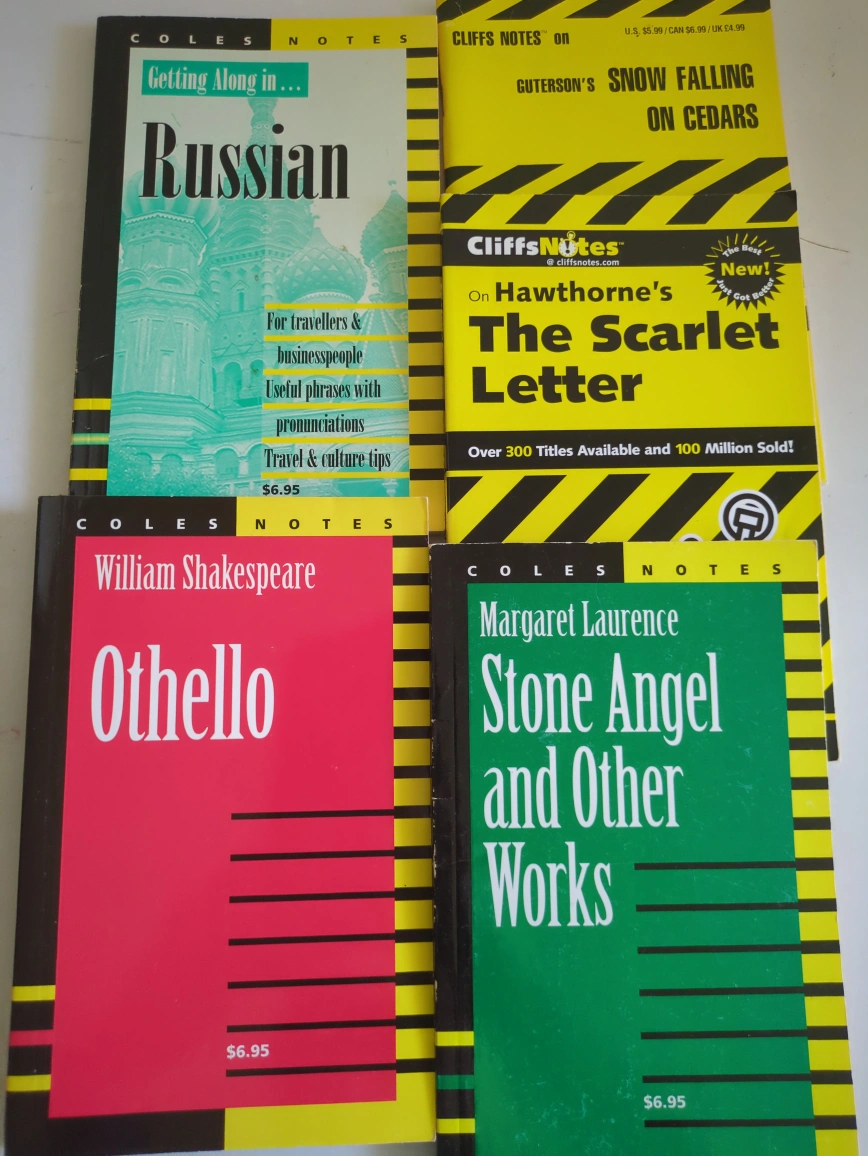 COLES NOTES
Getting Along in...
Russian
For travellers &
businesspeople
Useful phrases with
pronunciations
Travel & culture tips
$6.95
CLIFFS NOTES™ on
U.S. $5.99 / CAN $6.99 / UK £4.99
GUTERSON'S SNOW FALLING
ON CEDARS
CliffsNotes™
@ cliffsnotes.com
The Best
New!
Just Got Better
On Hawthorne's
The Scarlet
Letter
Over 300 Titles Available and 100 Million Sold!
COLES NOTES
William Shakespeare
Othello
$6.95
COLES NOTES
Margaret Laurence
Stone Angel
and Other
Works
$6.95